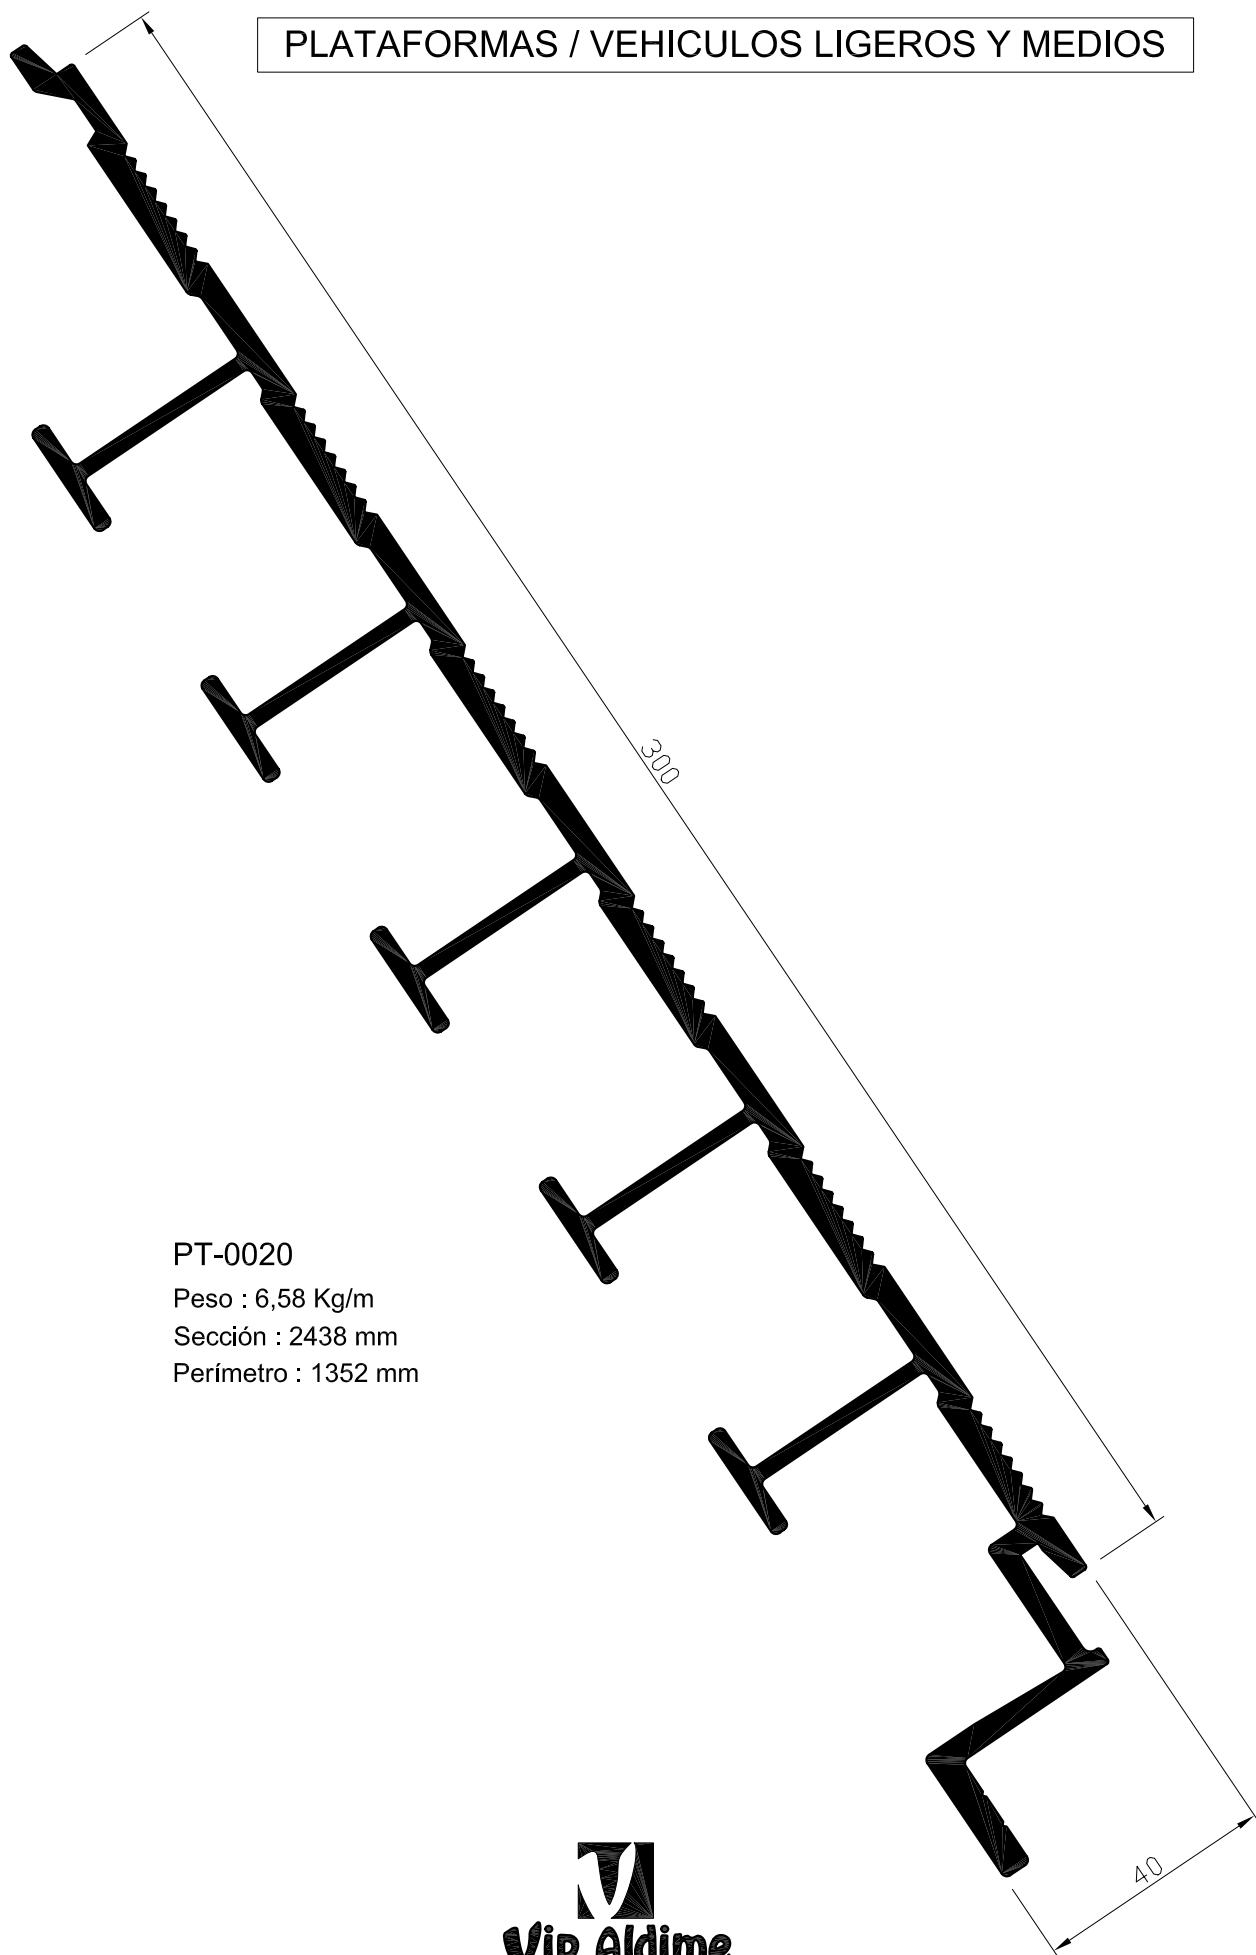 PLATAFORMAS / VEHICULOS LIGEROS Y MEDIOS
300
PT-0020
Peso : 6,58 Kg/m
Sección : 2438 mm
Perímetro : 1352 mm
40
Vip Aldime